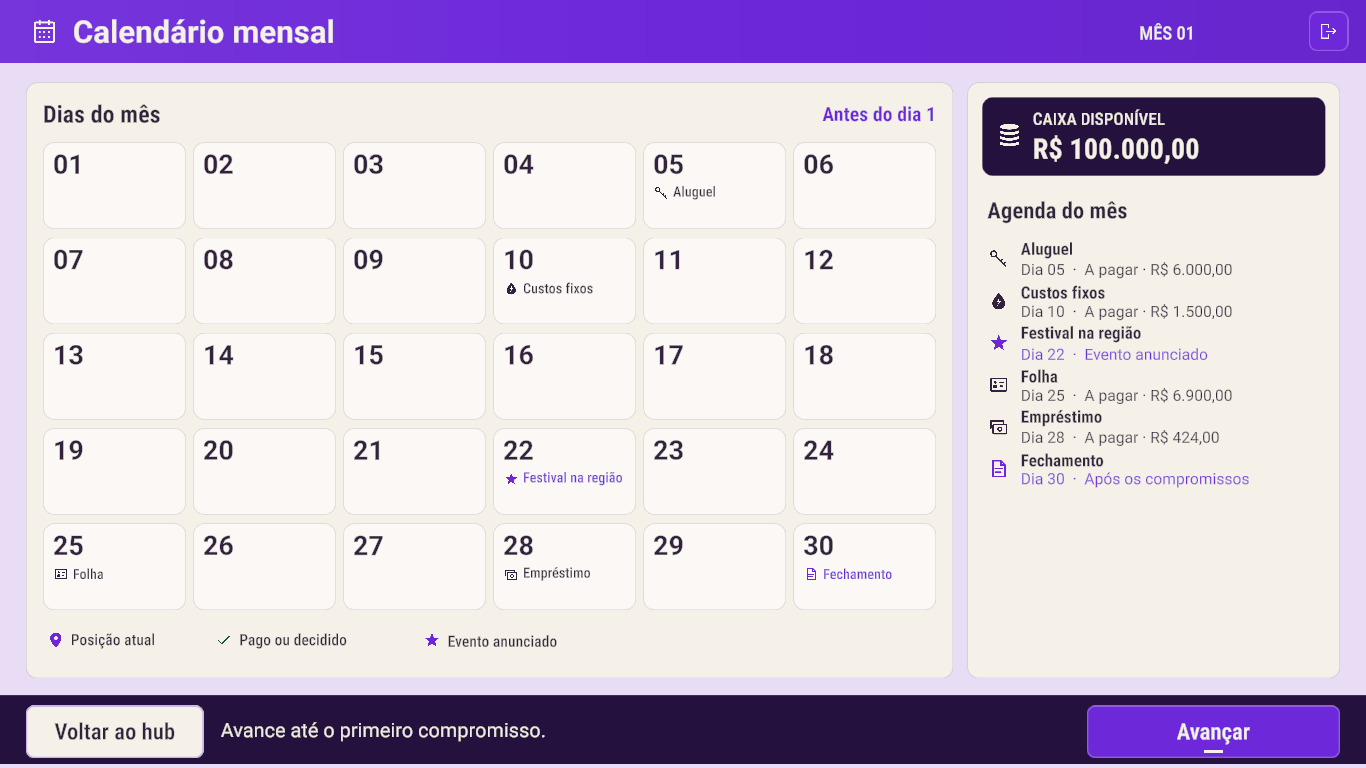 Calendário mensal
MÊS 01
Dias do mês
Antes do dia 1
01
02
03
04
05
Aluguel
06
07
08
09
10
Custos fixos
11
12
13
14
15
16
17
18
19
20
21
22
Festival na região
23
24
25
Folha
26
27
28
Empréstimo
29
30
Fechamento
Posição atual
Pago ou decidido
Evento anunciado
CAIXA DISPONÍVEL
R$ 100.000,00
Agenda do mês
Aluguel
Dia 05 · A pagar · R$ 6.000,00
Custos fixos
Dia 10 · A pagar · R$ 1.500,00
Festival na região
Dia 22 · Evento anunciado
Folha
Dia 25 · A pagar · R$ 6.900,00
Empréstimo
Dia 28 · A pagar · R$ 424,00
Fechamento
Dia 30 · Após os compromissos
Voltar ao hub
Avance até o primeiro compromisso.
Avançar